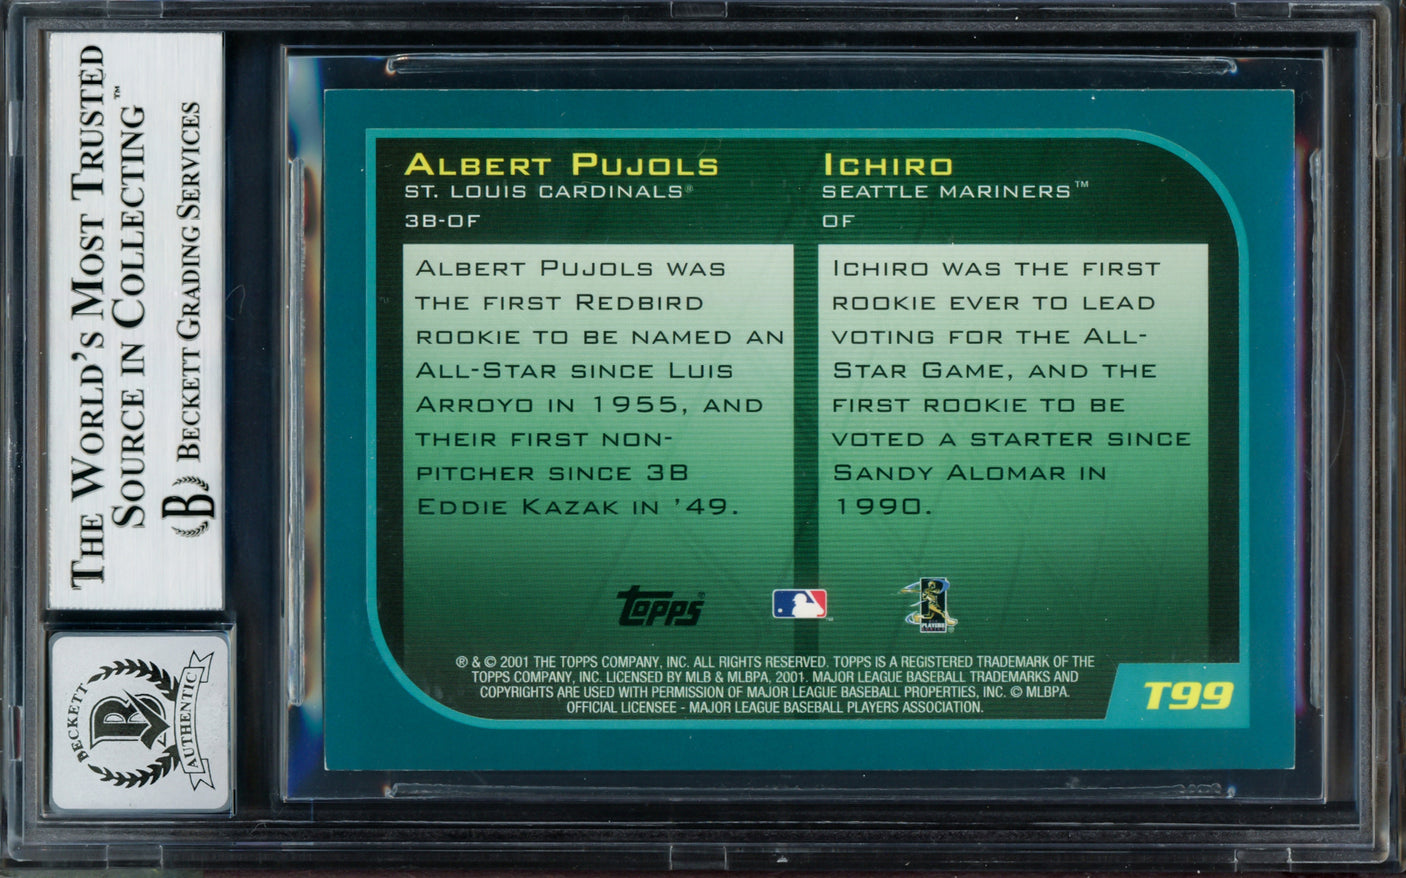 THE WORLD'S MOST TRUSTED
SOURCE IN COLLECTING™
BECKETT GRADING SERVICES
B
BECKETT
B
AUTHENTIC
ALBERT PUJOLS
ST. LOUIS CARDINALS®
3B-OF
ALBERT PUJOLS WAS
THE FIRST REDBIRD
ROOKIE TO BE NAMED AN
ALL-STAR SINCE LUIS
ARROYO IN 1955, AND
THEIR FIRST NON-
PITCHER SINCE 3B
EDDIE KAZAK IN '49.
ICHIRO
SEATTLE MARINERS™
OF
ICHIRO WAS THE FIRST
ROOKIE EVER TO LEAD
VOTING FOR THE ALL-
STAR GAME, AND THE
FIRST ROOKIE TO BE
VOTED A STARTER SINCE
SANDY ALOMAR IN
1990.
Topps®
PLAYERS
® & © 2001 THE TOPPS COMPANY, INC. ALL RIGHTS RESERVED. TOPPS IS A REGISTERED TRADEMARK OF THE
TOPPS COMPANY, INC. LICENSED BY MLB & MLBPA, 2001. MAJOR LEAGUE BASEBALL TRADEMARKS AND
COPYRIGHTS ARE USED WITH PERMISSION OF MAJOR LEAGUE BASEBALL PROPERTIES, INC. © MLBPA.
OFFICIAL LICENSEE - MAJOR LEAGUE BASEBALL PLAYERS ASSOCIATION.
T99